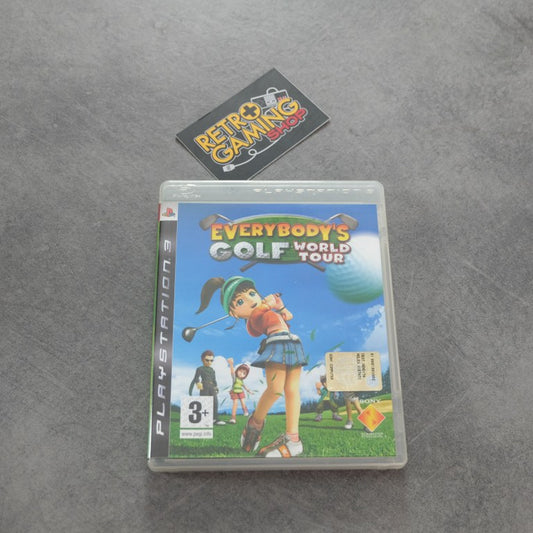 RETRO
GAMING
SHOP
PLAYSTATION 3
PLAYSTATION 3
EVERYBODY'S
GOLF WORLD
TOUR
3+
www.pegi.info
SONY